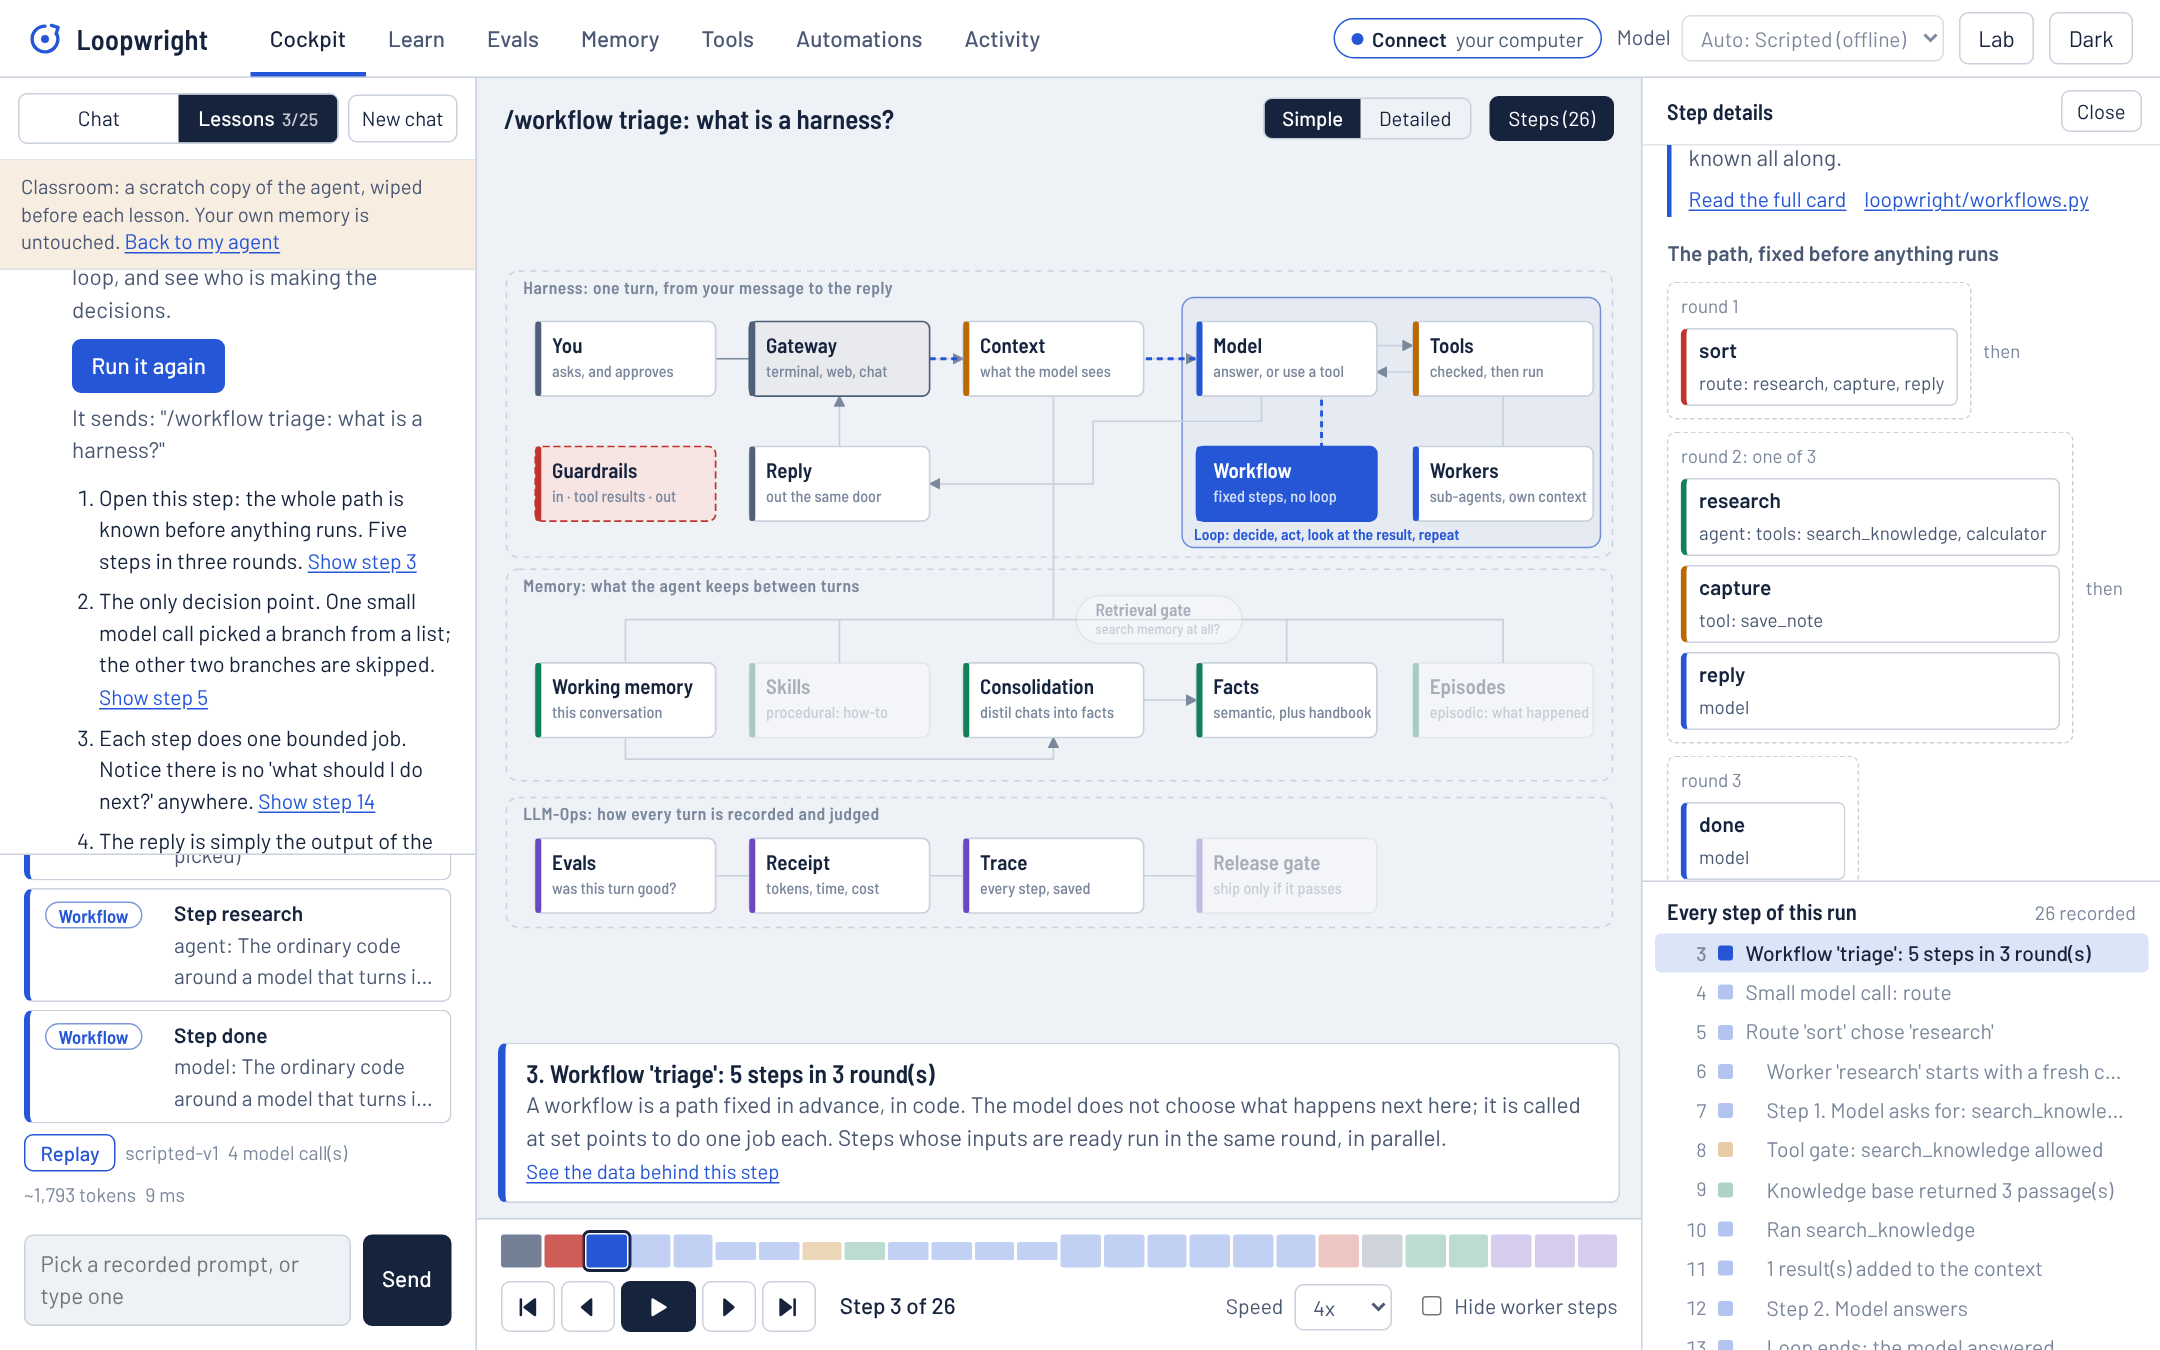 Loopwright
Cockpit
Learn
Evals
Memory
Tools
Automations
Activity
Connect your computer
Model
Auto: Scripted (offline)
Lab
Dark
Chat
Lessons 3/25
New chat
Classroom: a scratch copy of the agent, wiped
before each lesson. Your own memory is
untouched. Back to my agent
loop, and see who is making the
decisions.
Run it again
It sends: "/workflow triage: what is a
harness?"
1. Open this step: the whole path is
known before anything runs. Five
steps in three rounds. Show step 3
2. The only decision point. One small
model call picked a branch from a list;
the other two branches are skipped.
Show step 5
3. Each step does one bounded job.
Notice there is no 'what should I do
next?' anywhere. Show step 14
4. The reply is simply the output of the
picked)
Workflow
Step research
agent: The ordinary code
around a model that turns i...
Workflow
Step done
model: The ordinary code
around a model that turns i...
Replay
scripted-v1 4 model call(s)
~1,793 tokens 9 ms
Pick a recorded prompt, or
type one
Send
/workflow triage: what is a harness?
Simple
Detailed
Steps (26)
Harness: one turn, from your message to the reply
You
asks, and approves
Gateway
terminal, web, chat
Context
what the model sees
Model
answer, or use a tool
Tools
checked, then run
Guardrails
in · tool results · out
Reply
out the same door
Workflow
fixed steps, no loop
Workers
sub-agents, own context
Loop: decide, act, look at the result, repeat
Memory: what the agent keeps between turns
Retrieval gate
search memory at all?
Working memory
this conversation
Skills
procedural: how-to
Consolidation
distil chats into facts
Facts
semantic, plus handbook
Episodes
episodic: what happened
LLM-Ops: how every turn is recorded and judged
Evals
was this turn good?
Receipt
tokens, time, cost
Trace
every step, saved
Release gate
ship only if it passes
3. Workflow 'triage': 5 steps in 3 round(s)
A workflow is a path fixed in advance, in code. The model does not choose what happens next here; it is called
at set points to do one job each. Steps whose inputs are ready run in the same round, in parallel.
See the data behind this step
Step 3 of 26
Speed
4x
Hide worker steps
Step details
Close
known all along.
Read the full card
loopwright/workflows.py
The path, fixed before anything runs
round 1
sort
route: research, capture, reply
then
round 2: one of 3
research
agent: tools: search_knowledge, calculator
capture
tool: save_note
then
reply
model
round 3
done
model
Every step of this run
26 recorded
3 Workflow 'triage': 5 steps in 3 round(s)
4 Small model call: route
5 Route 'sort' chose 'research'
6 Worker 'research' starts with a fresh c...
7 Step 1. Model asks for: search_knowle...
8 Tool gate: search_knowledge allowed
9 Knowledge base returned 3 passage(s)
10 Ran search_knowledge
11 1 result(s) added to the context
12 Step 2. Model answers
13 Loop ends: the model answered